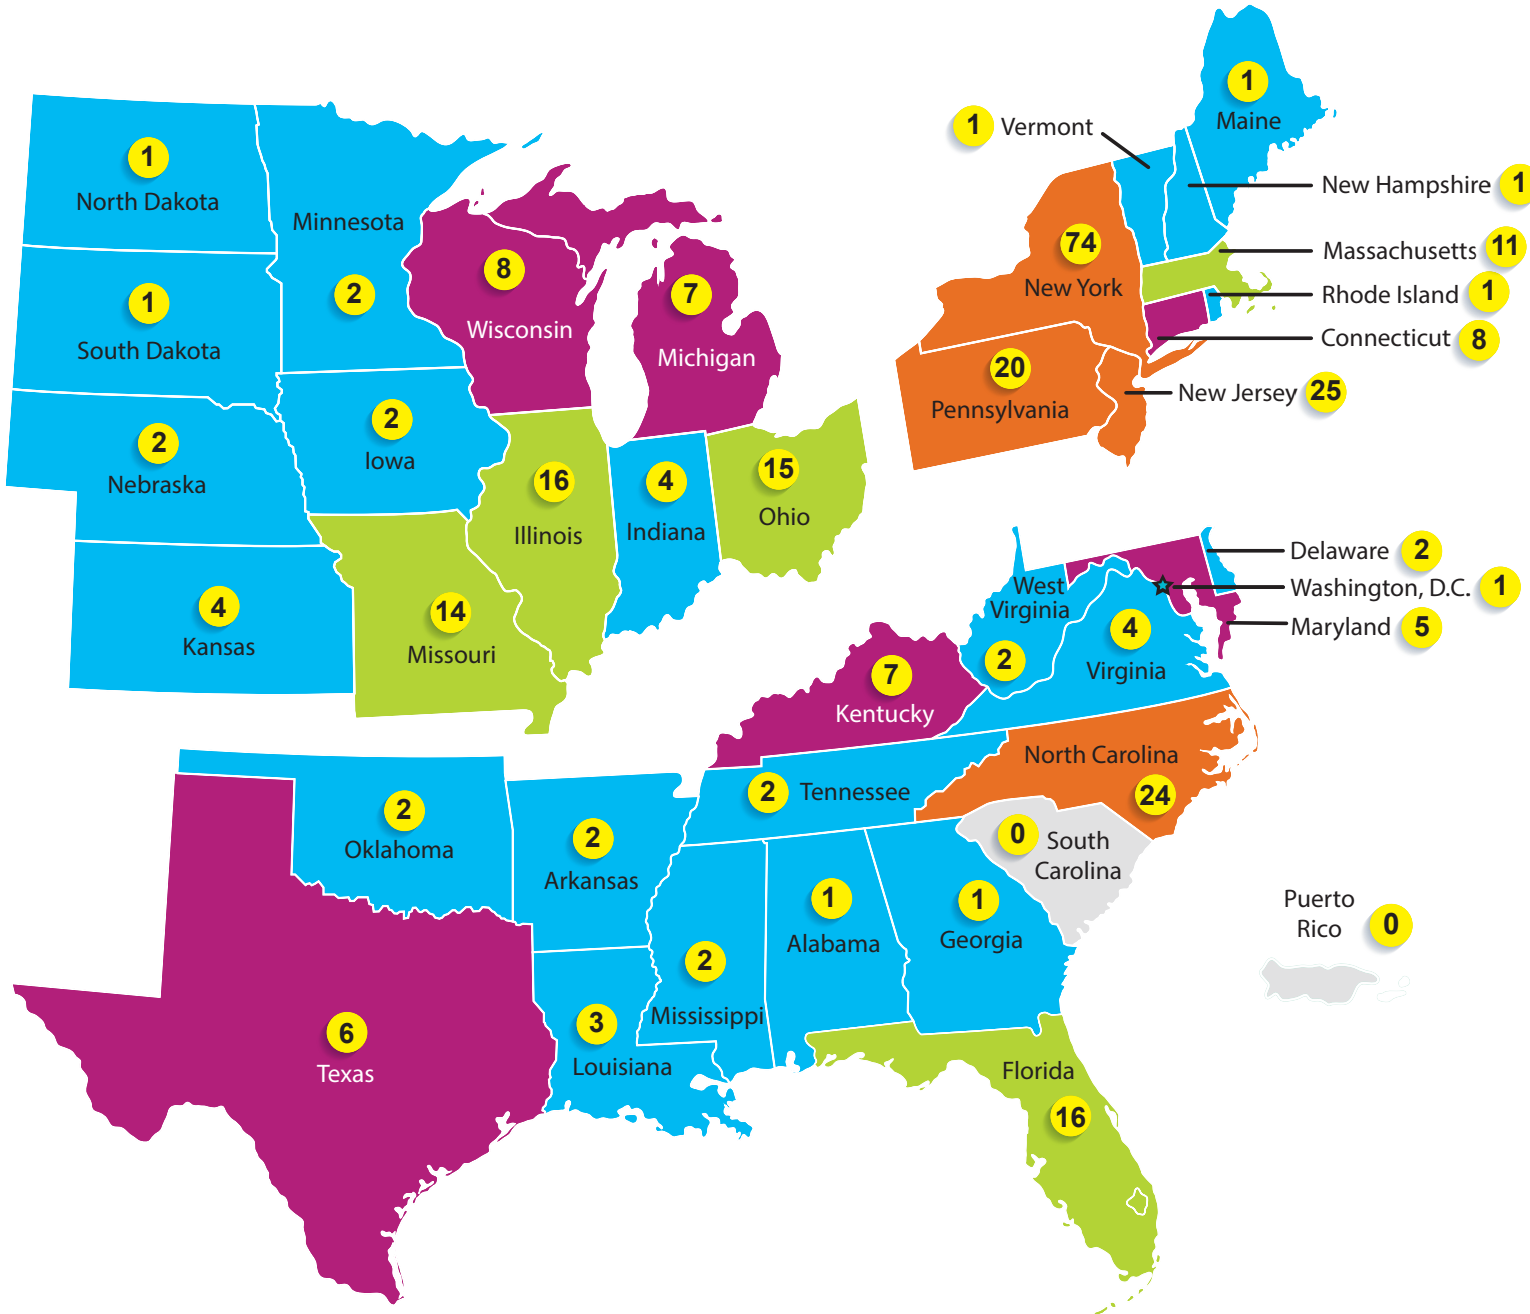 1
North Dakota
Minnesota
2
1
South Dakota
8
Wisconsin
7
Michigan
2
Nebraska
2
Iowa
16
Illinois
4
Indiana
15
Ohio
4
Kansas
14
Missouri
1
Maine
1 Vermont
New Hampshire 1
74
New York
Massachusetts 11
Rhode Island 1
Connecticut 8
20
Pennsylvania
New Jersey 25
Delaware 2
Washington, D.C. 1
Maryland 5
West
Virginia
2
4
Virginia
7
Kentucky
North Carolina
24
2 Tennessee
0 South
Carolina
2
Oklahoma
2
Arkansas
1
Alabama
1
Georgia
2
Mississippi
3
Louisiana
6
Texas
Florida
16
Puerto
Rico
0